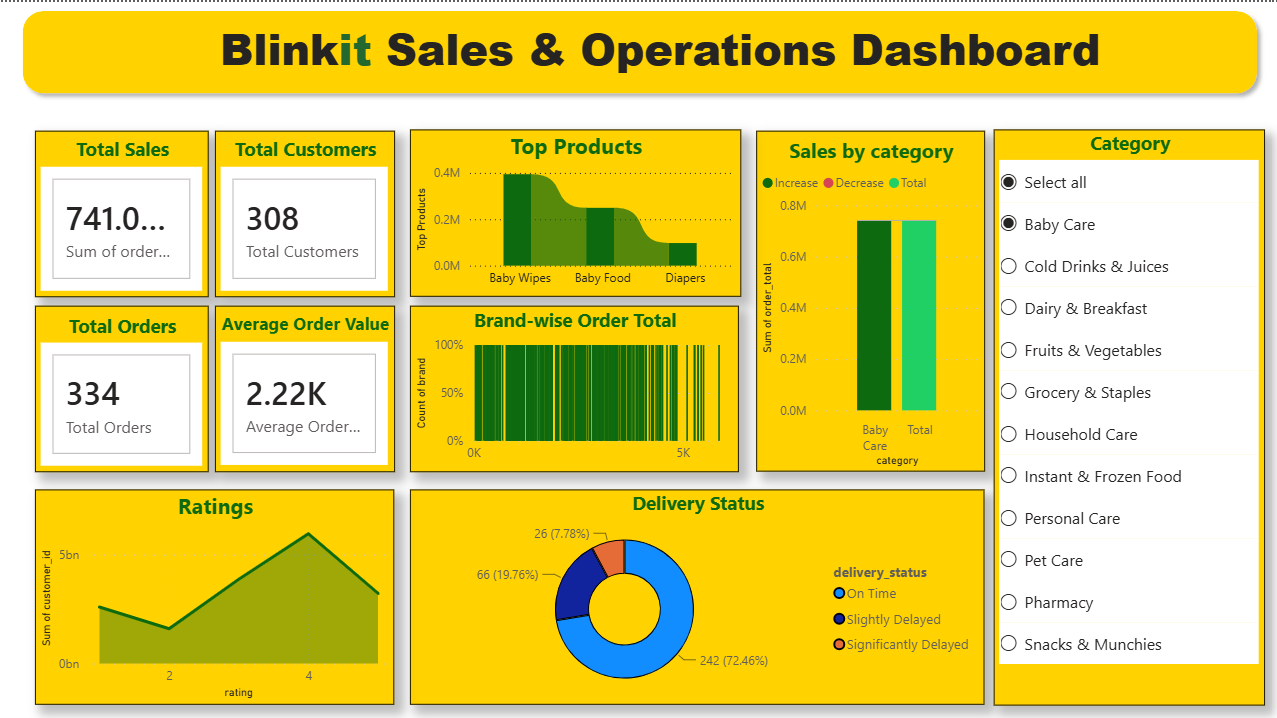 Blinkit Sales & Operations Dashboard
Total Sales
741.0...
Sum of order...
Total Customers
308
Total Customers
Total Orders
334
Total Orders
Average Order Value
2.22K
Average Order...
Top Products
Top Products
0.4M
0.2M
0.0M
Baby Wipes
Baby Food
Diapers
Brand-wise Order Total
Count of brand
100%
50%
0%
0K
5K
Sales by category
Increase
Decrease
Total
Sum of order_total
0.8M
0.6M
0.4M
0.2M
0.0M
Baby
Care
Total
category
Category
Select all
Baby Care
Cold Drinks & Juices
Dairy & Breakfast
Fruits & Vegetables
Grocery & Staples
Household Care
Instant & Frozen Food
Personal Care
Pet Care
Pharmacy
Snacks & Munchies
Ratings
Sum of customer_id
5bn
0bn
2
4
rating
Delivery Status
26 (7.78%)
66 (19.76%)
242 (72.46%)
delivery_status
On Time
Slightly Delayed
Significantly Delayed